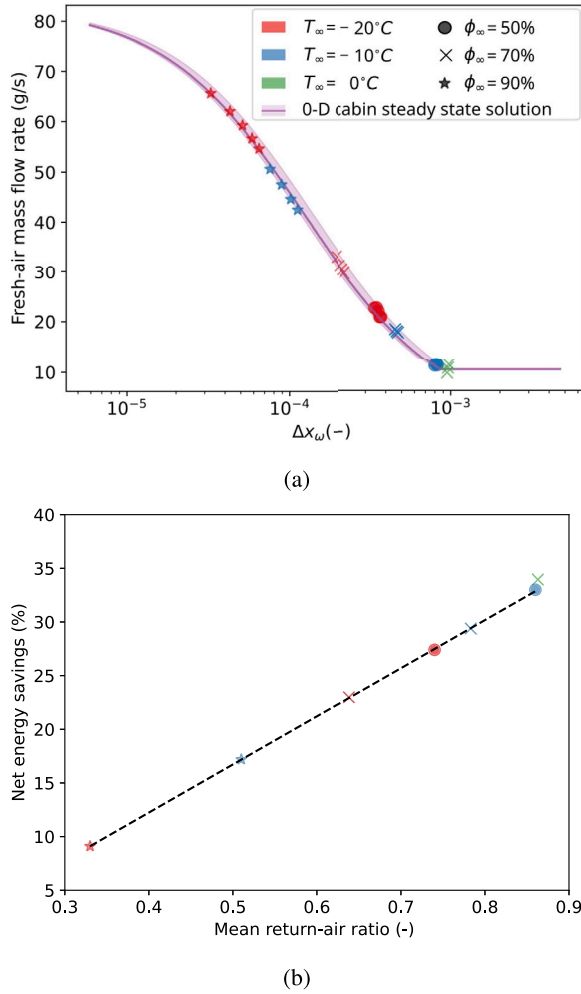 80
70
60
50
40
30
20
10
Fresh-air mass flow rate (g/s)
T∞=− 20°C
ϕ∞= 50%
T∞=− 10°C
ϕ∞= 70%
T∞= 0°C
ϕ∞= 90%
0-D cabin steady state solution
10⁻⁵
10⁻⁴
10⁻³
Δxω(−)
(a)
40
35
30
25
20
15
10
5
Net energy savings (%)
0.3 0.4 0.5 0.6 0.7 0.8 0.9
Mean return-air ratio (-)
(b)